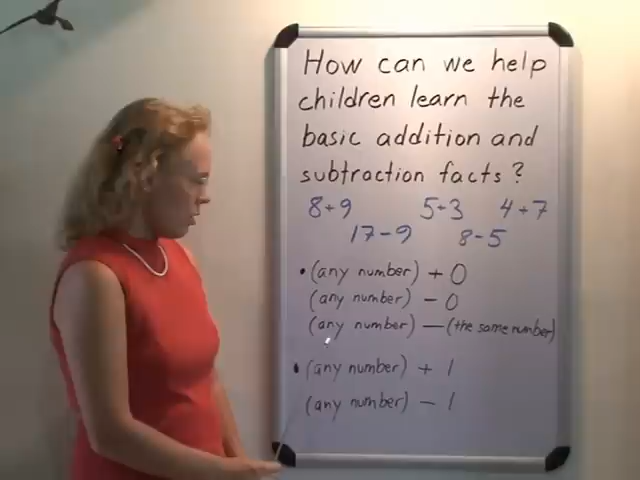 How can we help
children learn the
basic addition and
subtraction facts?
8+9 5+3 4+7
17-9 8-5
• (any number) + 0
(any number) - 0
(any number) — (the same number)
• (any number) + 1
(any number) - 1